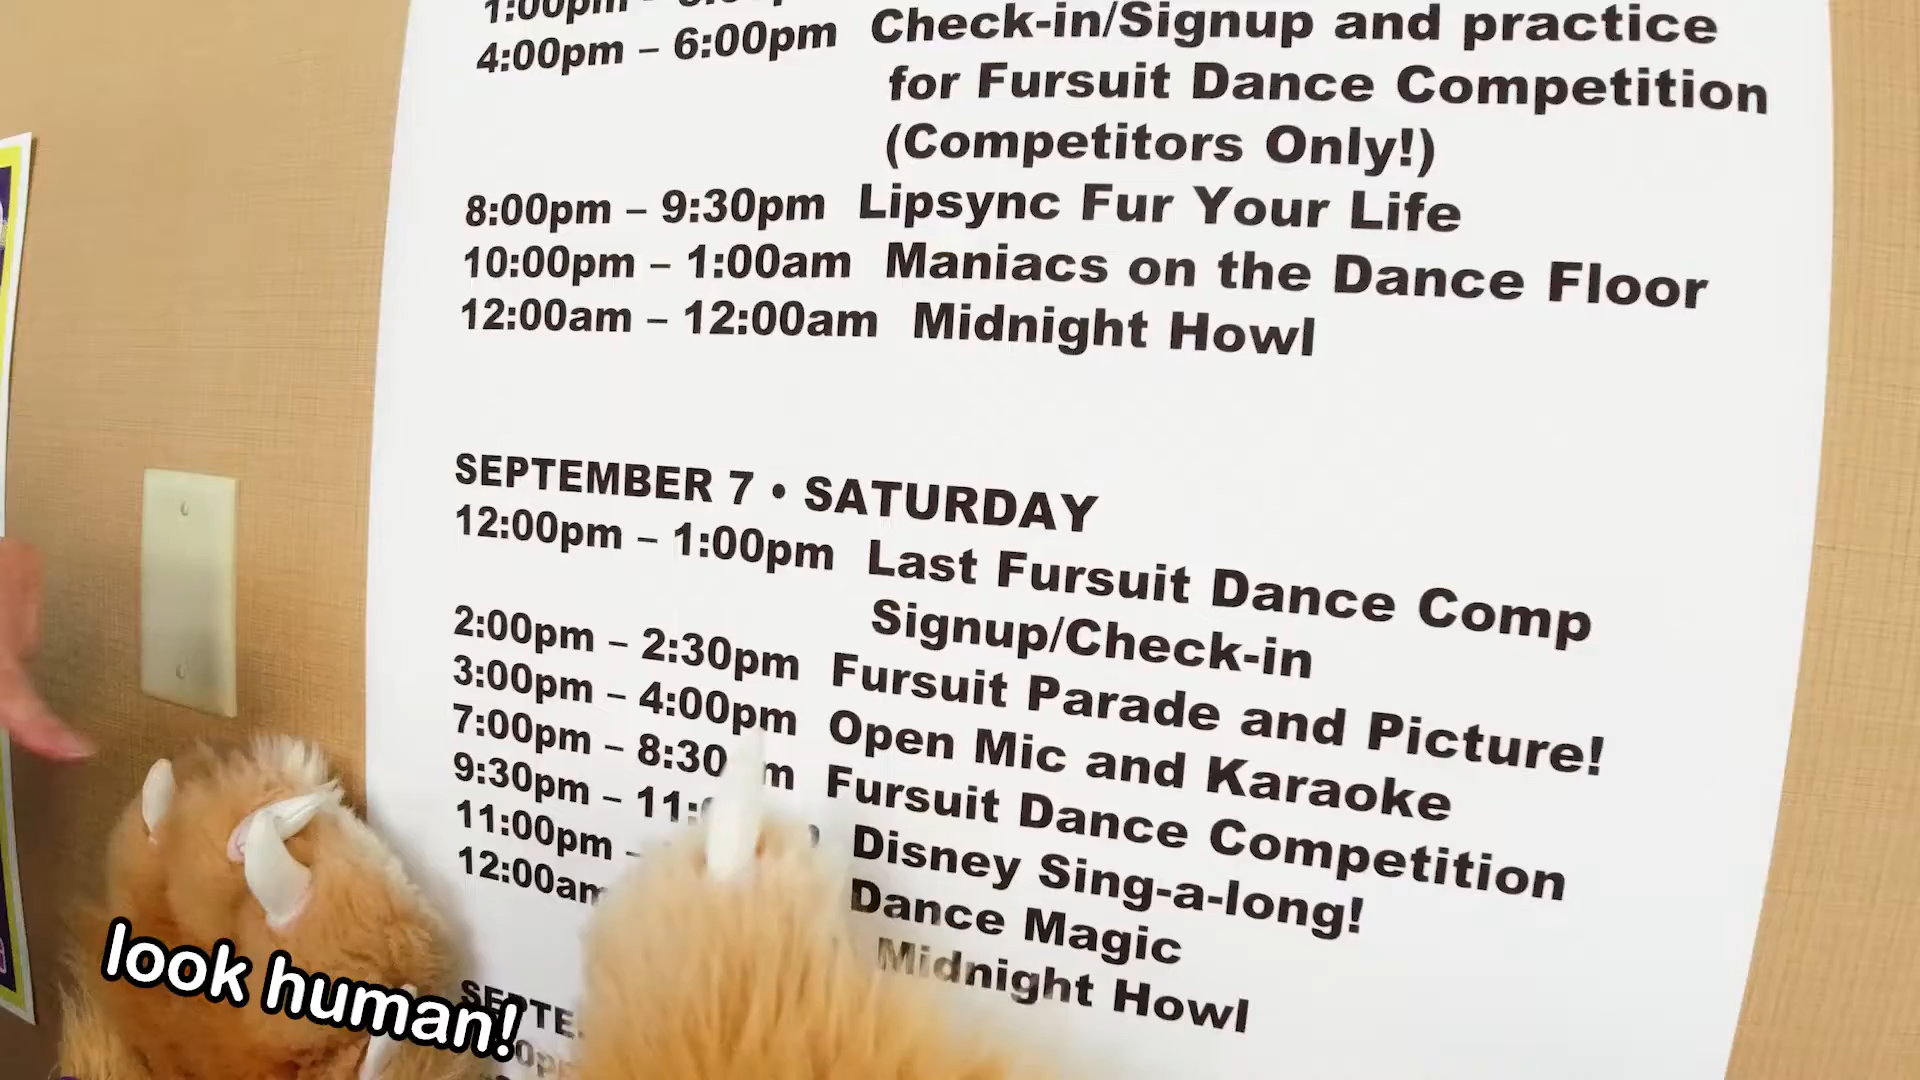 4:00pm – 6:00pm Check-in/Signup and practice
for Fursuit Dance Competition
(Competitors Only!)
8:00pm – 9:30pm Lipsync Fur Your Life
10:00pm – 1:00am Maniacs on the Dance Floor
12:00am – 12:00am Midnight Howl
SEPTEMBER 7 • SATURDAY
12:00pm – 1:00pm Last Fursuit Dance Comp
Signup/Check-in
2:00pm – 2:30pm Fursuit Parade and Picture!
3:00pm – 4:00pm Open Mic and Karaoke
7:00pm – 8:30 m Fursuit Dance Competition
9:30pm – 11: Disney Sing-a-long!
11:00pm – Dance Magic
12:00am Midnight Howl
look human!